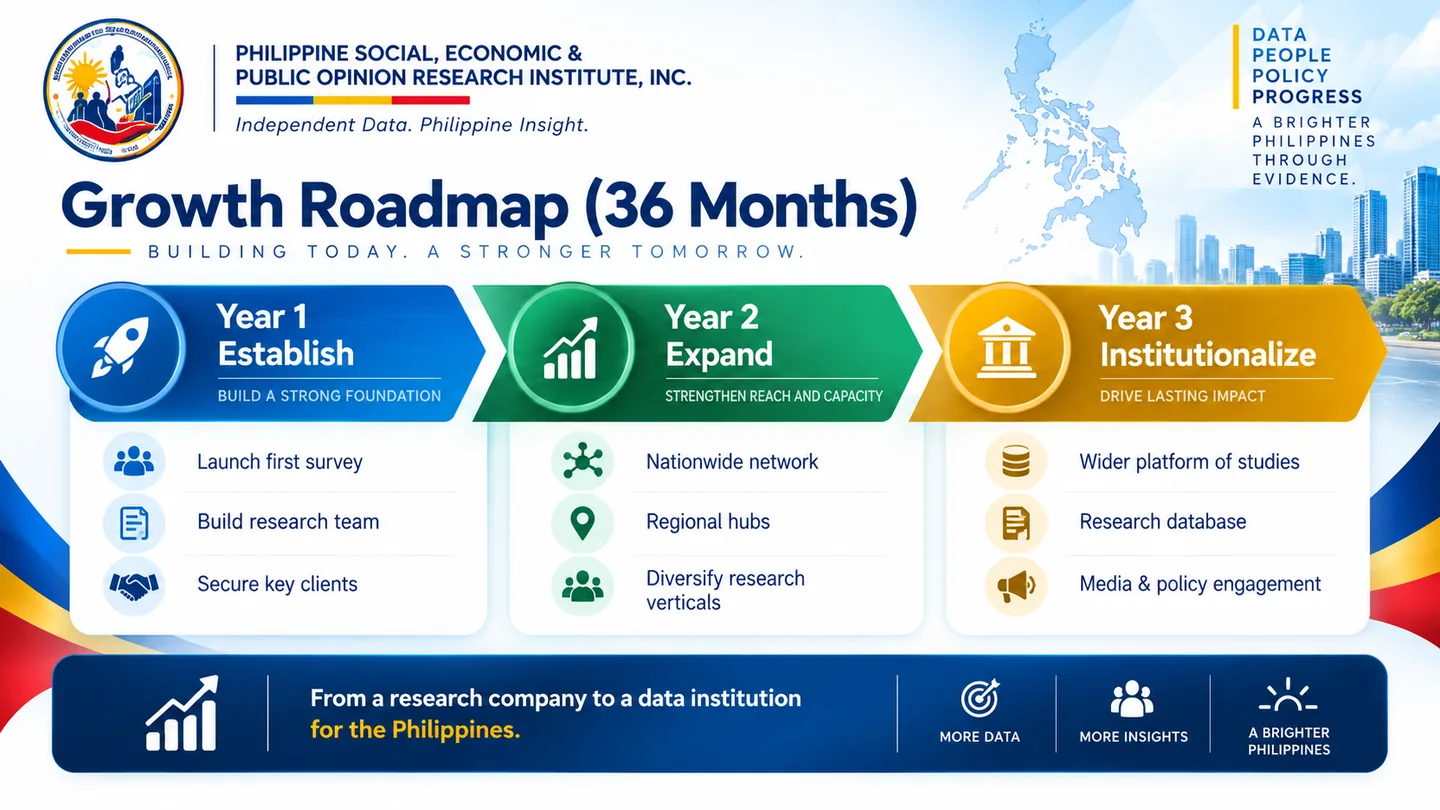 PHILIPPINE SOCIAL, ECONOMIC &
PUBLIC OPINION RESEARCH INSTITUTE, INC.
Independent Data. Philippine Insight.
DATA
PEOPLE
POLICY
PROGRESS
A BRIGHTER
PHILIPPINES
THROUGH
EVIDENCE.
Growth Roadmap (36 Months)
BUILDING TODAY. A STRONGER TOMORROW.
Year 1
Establish
BUILD A STRONG FOUNDATION
Launch first survey
Build research team
Secure key clients
Year 2
Expand
STRENGTHEN REACH AND CAPACITY
Nationwide network
Regional hubs
Diversify research
verticals
Year 3
Institutionalize
DRIVE LASTING IMPACT
Wider platform of studies
Research database
Media & policy engagement
From a research company to a data institution
for the Philippines.
MORE DATA
MORE INSIGHTS
A BRIGHTER
PHILIPPINES